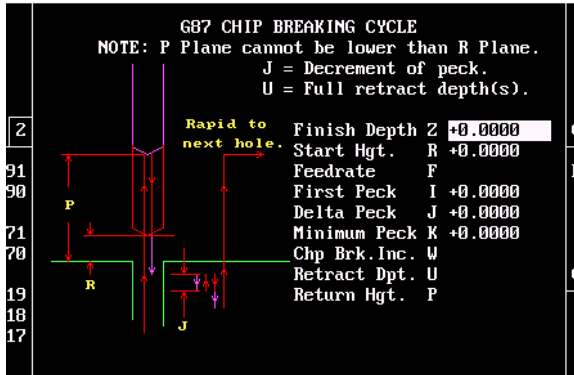 G87 CHIP BREAKING CYCLE
NOTE: P Plane cannot be lower than R Plane.
J = Decrement of peck.
U = Full retract depth(s).
Rapid to
next hole.
2
91
90
71
70
19
18
17
P
R
J
Finish Depth Z +0.0000
Start Hgt. R +0.0000
Feedrate F
First Peck I +0.0000
Delta Peck J +0.0000
Minimum Peck K +0.0000
Chp Brk.Inc. W
Retract Dpt. U
Return Hgt. P